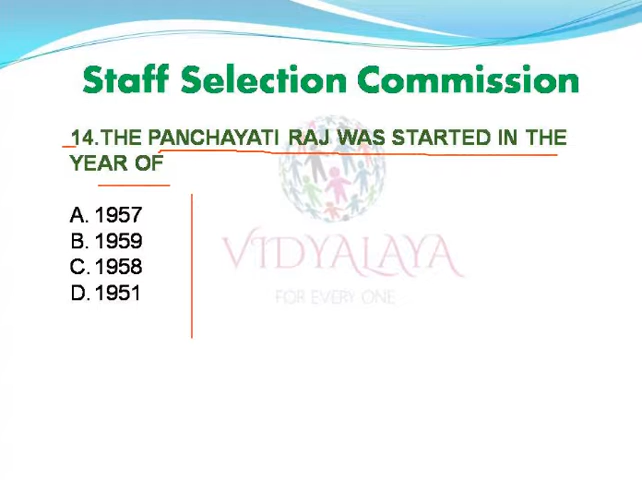 Staff Selection Commission
14.THE PANCHAYATI RAJ WAS STARTED IN THE
YEAR OF
A. 1957
B. 1959
C. 1958
D. 1951
VIDYALAYA
FOR EVERY ONE